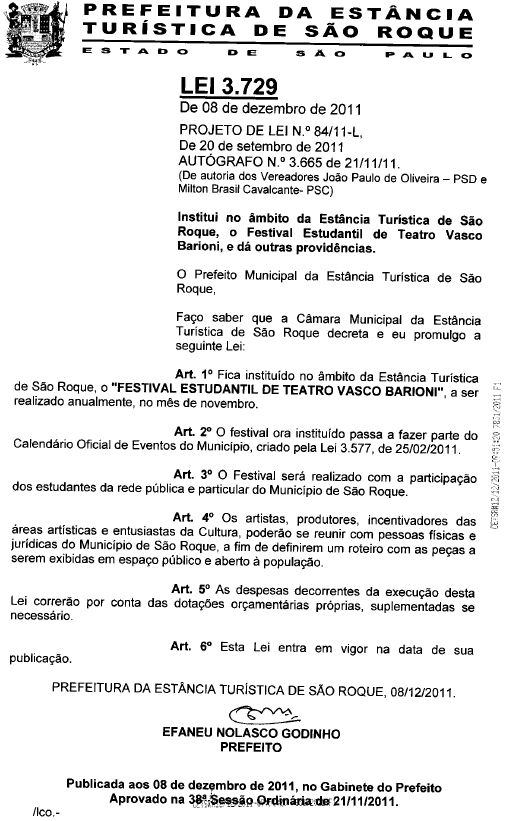 PREFEITURA DA ESTÂNCIA
TURÍSTICA DE SÃO ROQUE
ESTADO DE SÃO PAULO
LEI 3.729
De 08 de dezembro de 2011
PROJETO DE LEI N.º 84/11-L,
De 20 de setembro de 2011
AUTÓGRAFO N.º 3.665 de 21/11/11.
(De autoria dos Vereadores João Paulo de Oliveira – PSD e
Milton Brasil Cavalcante- PSC)
Institui no âmbito da Estância Turística de São
Roque, o Festival Estudantil de Teatro Vasco
Barioni, e dá outras providências.
O Prefeito Municipal da Estância Turística de São
Roque,
Faço saber que a Câmara Municipal da Estância
Turística de São Roque decreta e eu promulgo a
seguinte Lei:
Art. 1º Fica instituído no âmbito da Estância Turística
de São Roque, o "FESTIVAL ESTUDANTIL DE TEATRO VASCO BARIONI", a ser
realizado anualmente, no mês de novembro.
Art. 2º O festival ora instituído passa a fazer parte do
Calendário Oficial de Eventos do Município, criado pela Lei 3.577, de 25/02/2011.
Art. 3º O Festival será realizado com a participação
dos estudantes da rede pública e particular do Município de São Roque.
Art. 4º Os artistas, produtores, incentivadores das
áreas artísticas e entusiastas da Cultura, poderão se reunir com pessoas físicas e
jurídicas do Município de São Roque, a fim de definirem um roteiro com as peças a
serem exibidas em espaço público e aberto à população.
Art. 5º As despesas decorrentes da execução desta
Lei correrão por conta das dotações orçamentárias próprias, suplementadas se
necessário.
Art. 6º Esta Lei entra em vigor na data de sua
publicação.
PREFEITURA DA ESTÂNCIA TURÍSTICA DE SÃO ROQUE, 08/12/2011.
EFANEU NOLASCO GODINHO
PREFEITO
Publicada aos 08 de dezembro de 2011, no Gabinete do Prefeito
Aprovado na 38ª Sessão Ordinária de 21/11/2011.
/lco.-